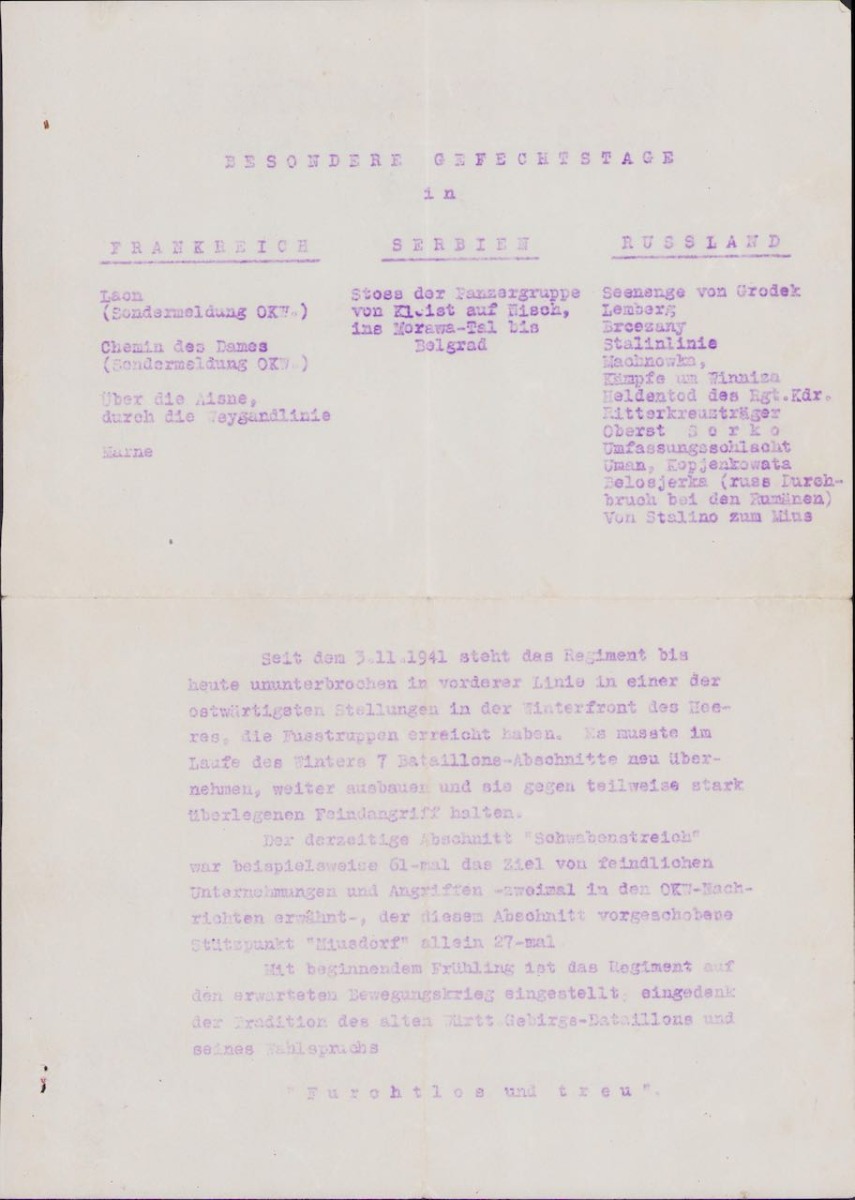 BESONDERE GEFECHTSTAGE
in
FRANKREICH
Laon
(Sondermeldung OKW.)
Chemin des Dames
(Sondermeldung OKW.)
Über die Aisne,
durch die Weygandlinie
Marne
SERBIEN
Stoss der Panzergruppe
von Kleist auf Nisch,
ins Morawa-Tal bis
Belgrad
RUSSLAND
Seenenge von Grodek
Lemberg
Brcezany
Stalinlinie
Machnowka,
Kämpfe um Winniza
Heldentod des Rgt.Kdr.
Ritterkreuzträger
Oberst Sorko
Umfassungsschlacht
Uman, Kopjenkowata
Belosjerka (russ Durch-
bruch bei den Rumänen)
Von Stalino zum Mius
Seit dem 3.11.1941 steht das Regiment bis
heute ununterbrochen in vorderer Linie in einer der
ostwärtigsten Stellungen in der Winterfront des Hee-
res, die Fusstruppen erreicht haben. Es musste im
Laufe des Winters 7 Bataillons-Abschnitte neu über-
nehmen, weiter ausbauen und sie gegen teilweise stark
überlegenen Feindangriff halten.
Der derzeitige Abschnitt "Schwabenstreich"
war beispielsweise 61-mal das Ziel von feindlichen
Unternehmungen und Angriffen -zweimal in den OKW-Nach-
richten erwähnt-, der diesem Abschnitt vorgeschobene
Stützpunkt "Miusdorf" allein 27-mal
Mit beginnendem Frühling ist das Regiment auf
den erwarteten Bewegungskrieg eingestellt, eingedenk
der Tradition des alten Württ Gebirgs-Bataillons und
seines Wahlspruchs
"Furchtlos und treu".